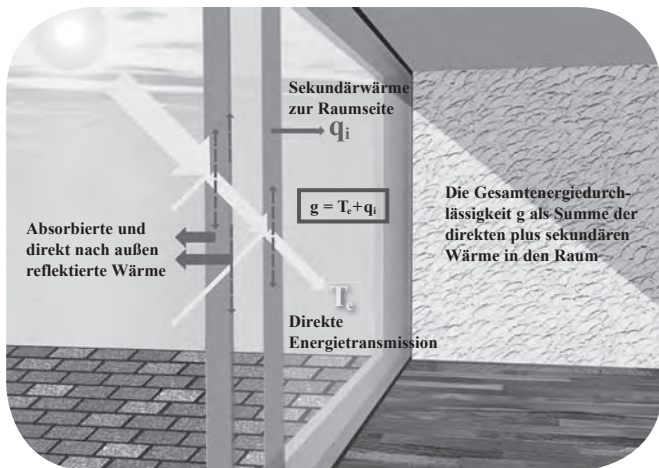 Sekundärwärme
zur Raumseite
qi
g = Te+qi
Absorbierte und
direkt nach außen
reflektierte Wärme
Te
Direkte
Energietransmission
Die Gesamtenergiedurch-
lässigkeit g als Summe der
direkten plus sekundären
Wärme in den Raum